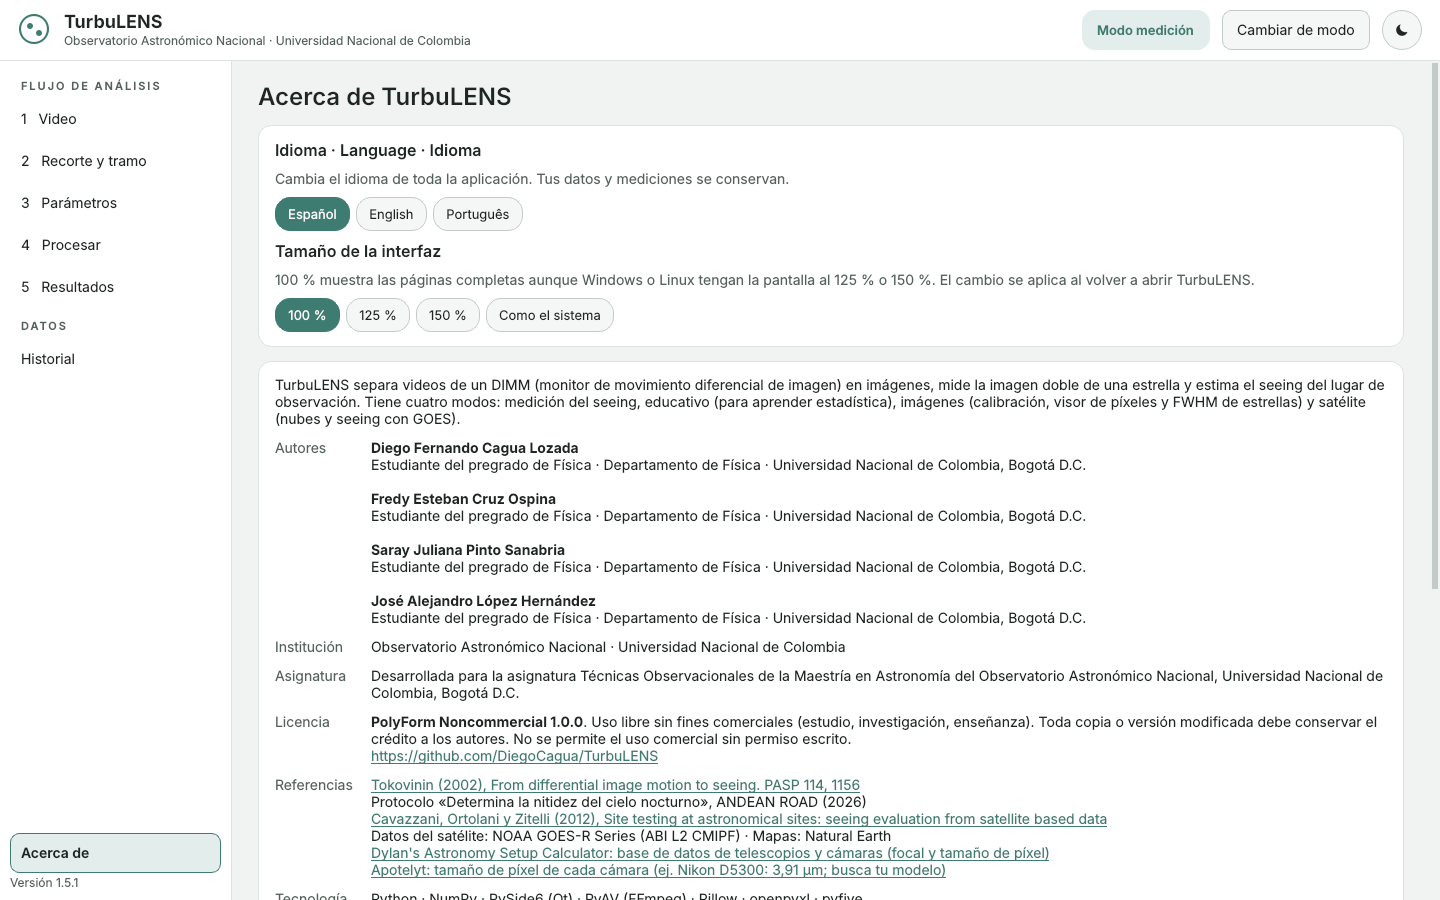 TurbuLENS
Observatorio Astronómico Nacional · Universidad Nacional de Colombia
Modo medición
Cambiar de modo
FLUJO DE ANÁLISIS
1 Video
2 Recorte y tramo
3 Parámetros
4 Procesar
5 Resultados
DATOS
Historial
Acerca de
Versión 1.5.1
Acerca de TurbuLENS
Idioma · Language · Idioma
Cambia el idioma de toda la aplicación. Tus datos y mediciones se conservan.
Español English Português
Tamaño de la interfaz
100 % muestra las páginas completas aunque Windows o Linux tengan la pantalla al 125 % o 150 %. El cambio se aplica al volver a abrir TurbuLENS.
100 % 125 % 150 % Como el sistema
TurbuLENS separa videos de un DIMM (monitor de movimiento diferencial de imagen) en imágenes, mide la imagen doble de una estrella y estima el seeing del lugar de
observación. Tiene cuatro modos: medición del seeing, educativo (para aprender estadística), imágenes (calibración, visor de píxeles y FWHM de estrellas) y satélite
(nubes y seeing con GOES).
Autores Diego Fernando Cagua Lozada
Estudiante del pregrado de Física · Departamento de Física · Universidad Nacional de Colombia, Bogotá D.C.
Fredy Esteban Cruz Ospina
Estudiante del pregrado de Física · Departamento de Física · Universidad Nacional de Colombia, Bogotá D.C.
Saray Juliana Pinto Sanabria
Estudiante del pregrado de Física · Departamento de Física · Universidad Nacional de Colombia, Bogotá D.C.
José Alejandro López Hernández
Estudiante del pregrado de Física · Departamento de Física · Universidad Nacional de Colombia, Bogotá D.C.
Institución Observatorio Astronómico Nacional · Universidad Nacional de Colombia
Asignatura Desarrollada para la asignatura Técnicas Observacionales de la Maestría en Astronomía del Observatorio Astronómico Nacional, Universidad Nacional de
Colombia, Bogotá D.C.
Licencia PolyForm Noncommercial 1.0.0. Uso libre sin fines comerciales (estudio, investigación, enseñanza). Toda copia o versión modificada debe conservar el
crédito a los autores. No se permite el uso comercial sin permiso escrito.
https://github.com/DiegoCagua/TurbuLENS
Referencias Tokovinin (2002), From differential image motion to seeing. PASP 114, 1156
Protocolo «Determina la nitidez del cielo nocturno», ANDEAN ROAD (2026)
Cavazzani, Ortolani y Zitelli (2012), Site testing at astronomical sites: seeing evaluation from satellite based data
Datos del satélite: NOAA GOES-R Series (ABI L2 CMIPF) · Mapas: Natural Earth
Dylan's Astronomy Setup Calculator: base de datos de telescopios y cámaras (focal y tamaño de píxel)
Apotelyt: tamaño de píxel de cada cámara (ej. Nikon D5300: 3,91 µm; busca tu modelo)
Tecnología Python · NumPy · PySide6 (Qt) · PyAV (FFmpeg) · Pillow · openpyxl · pyfive